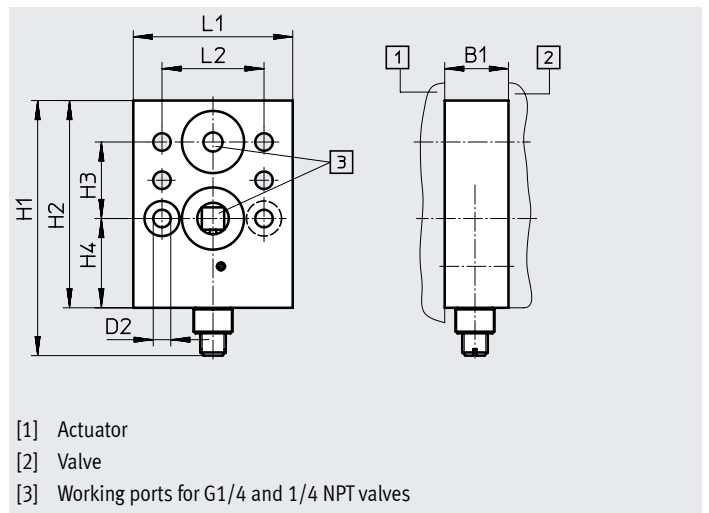 L1
L2
B1
1
2
3
H1
H2
H3
H4
D2
[1] Actuator
[2] Valve
[3] Working ports for G1/4 and 1/4 NPT valves